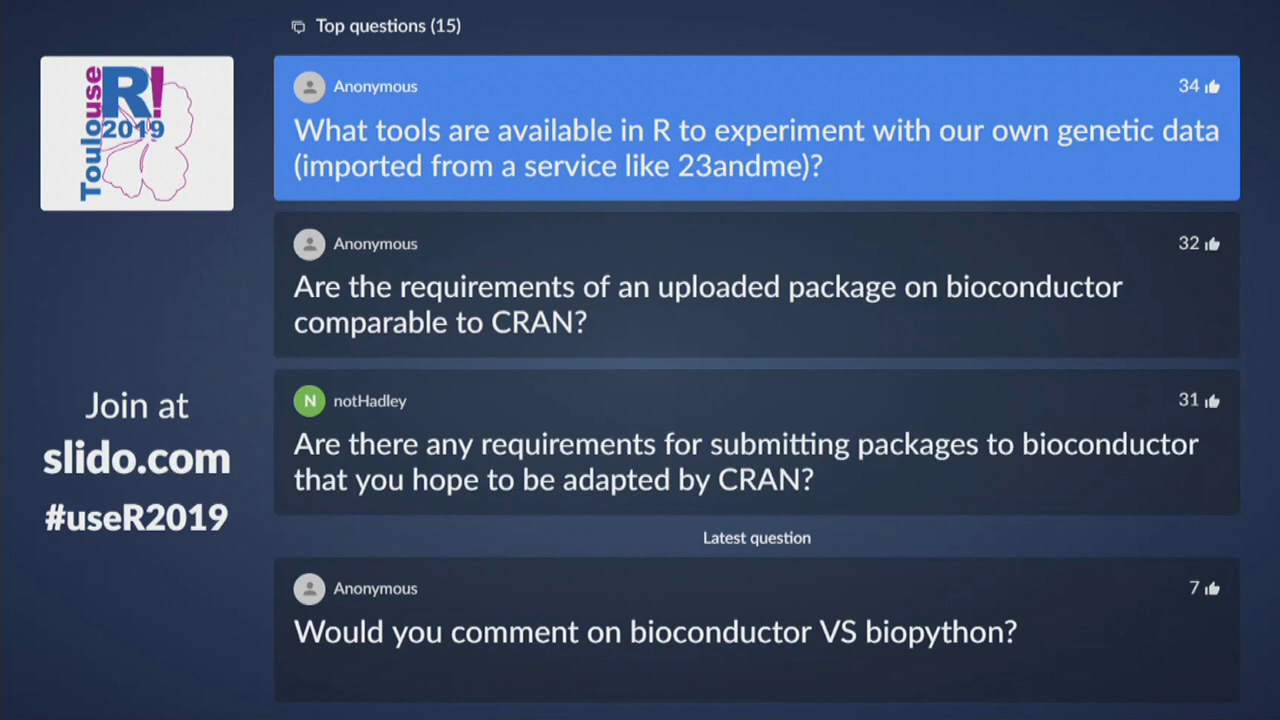 Top questions (15)
Toulouse
R!
2019
Anonymous
34
What tools are available in R to experiment with our own genetic data
(imported from a service like 23andme)?
Anonymous
32
Are the requirements of an uploaded package on bioconductor
comparable to CRAN?
N
notHadley
31
Are there any requirements for submitting packages to bioconductor
that you hope to be adapted by CRAN?
Join at
slido.com
#useR2019
Latest question
Anonymous
7
Would you comment on bioconductor VS biopython?